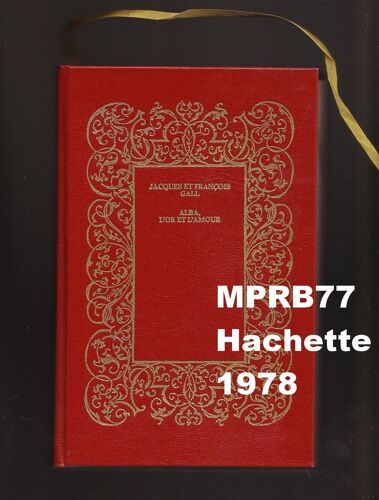 JACQUES ET FRANÇOIS
GALL
ALBA,
L'OR ET L'AMOUR
MPRB77
Hachette
1978